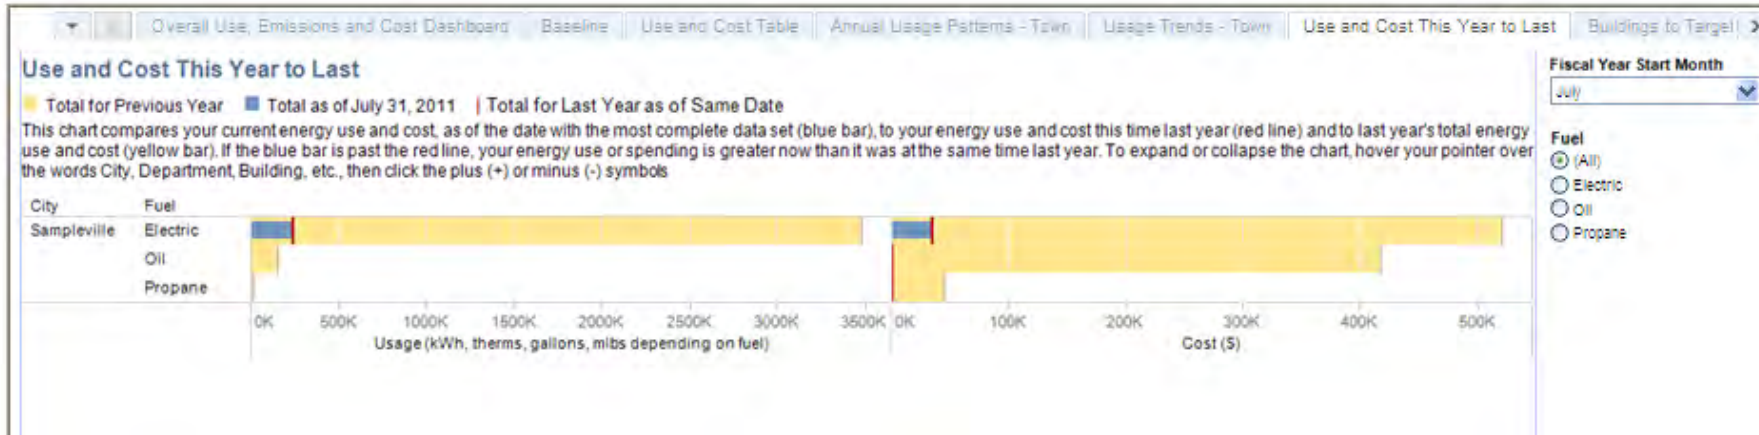 Overall Use, Emissions and Cost Dashboard Baseline Use and Cost Table Annual Usage Patterns - Town Usage Trends - Town Use and Cost This Year to Last Buildings to Target
Use and Cost This Year to Last
Total for Previous Year Total as of July 31, 2011 Total for Last Year as of Same Date
This chart compares your current energy use and cost, as of the date with the most complete data set (blue bar), to your energy use and cost this time last year (red line) and to last year's total energy
use and cost (yellow bar). If the blue bar is past the red line, your energy use or spending is greater now than it was at the same time last year. To expand or collapse the chart, hover your pointer over
the words City, Department, Building, etc., then click the plus (+) or minus (-) symbols
City Fuel
Sampleville Electric
Oil
Propane
0K 500K 1000K 1500K 2000K 2500K 3000K 3500K 0K 100K 200K 300K 400K 500K
Usage (kWh, therms, gallons, mlbs depending on fuel) Cost ($)
Fiscal Year Start Month
July
Fuel
(All)
Electric
Oil
Propane